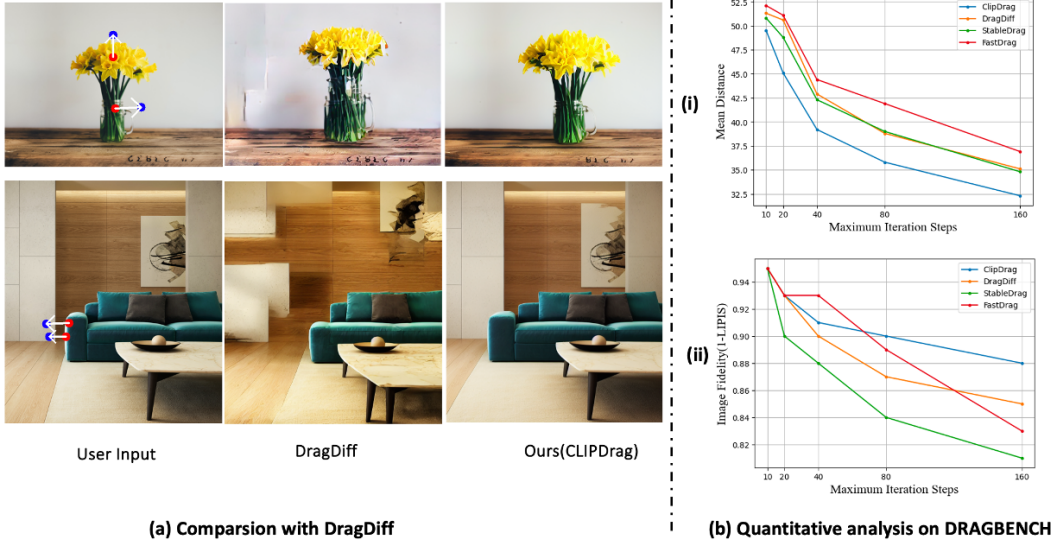 User Input
DragDiff
Ours(CLIPDrag)
(a) Comparsion with DragDiff
(i)
52.5
50.0
47.5
45.0
42.5
40.0
37.5
35.0
32.5
Mean Distance
ClipDrag
DragDiff
StableDrag
FastDrag
10
20
40
80
160
Maximum Iteration Steps
(ii)
0.94
0.92
0.90
0.88
0.86
0.84
0.82
Image Fidelity(1-LIPIS)
ClipDrag
DragDiff
StableDrag
FastDrag
10
20
40
80
160
Maximum Iteration Steps
(b) Quantitative analysis on DRAGBENCH